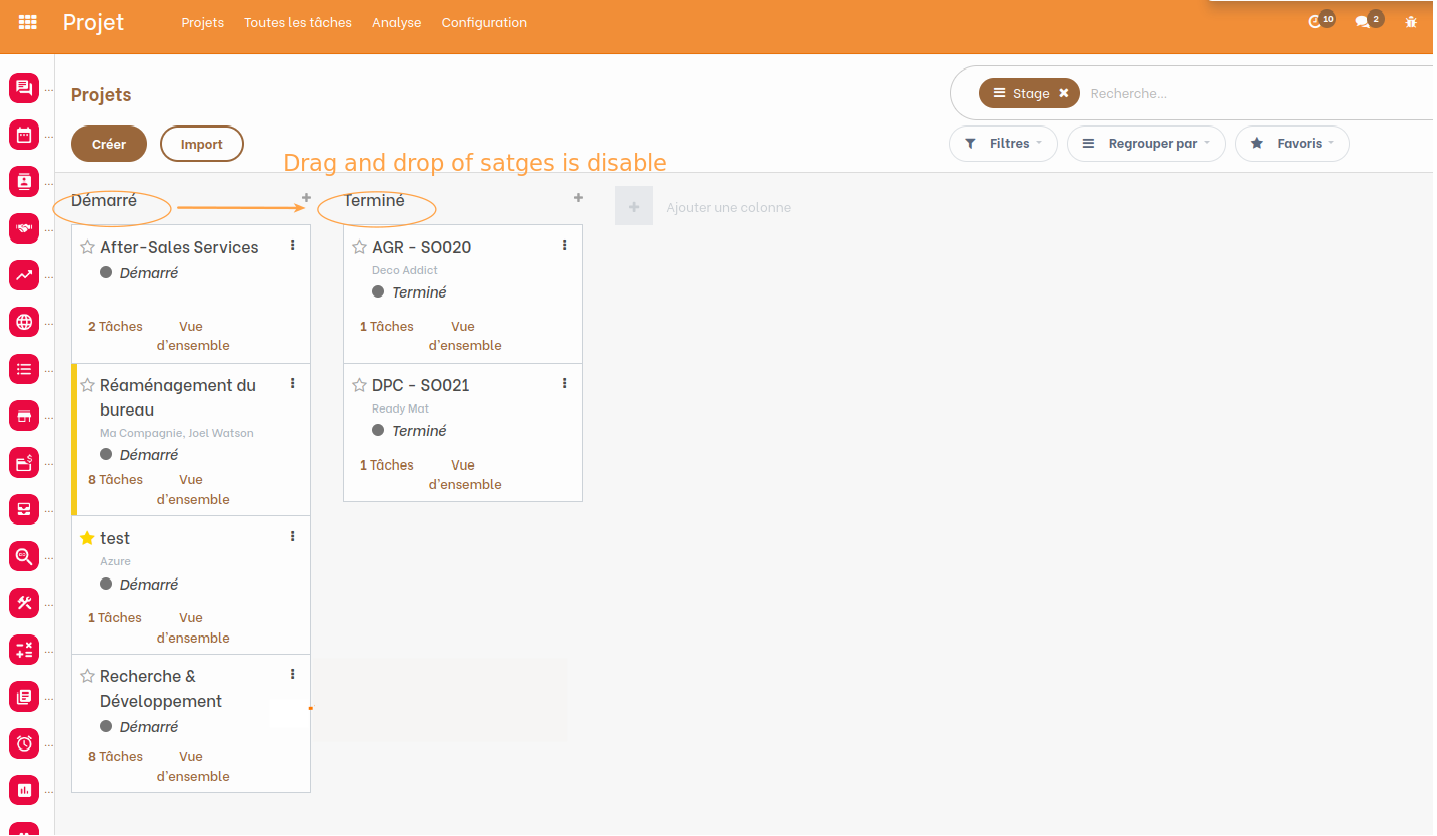 Projet
Projets Toutes les tâches Analyse Configuration
10 2
Projets
Stage Recherche...
Créer Import
Filtres Regrouper par Favoris
Drag and drop of satges is disable
Démarré
Terminé
Ajouter une colonne
After-Sales Services
Démarré
2 Tâches Vue
d'ensemble
Réaménagement du
bureau
Ma Compagnie, Joel Watson
Démarré
8 Tâches Vue
d'ensemble
test
Azure
Démarré
1 Tâches Vue
d'ensemble
Recherche &
Développement
Démarré
8 Tâches Vue
d'ensemble
AGR - SO020
Deco Addict
Terminé
1 Tâches Vue
d'ensemble
DPC - SO021
Ready Mat
Terminé
1 Tâches Vue
d'ensemble